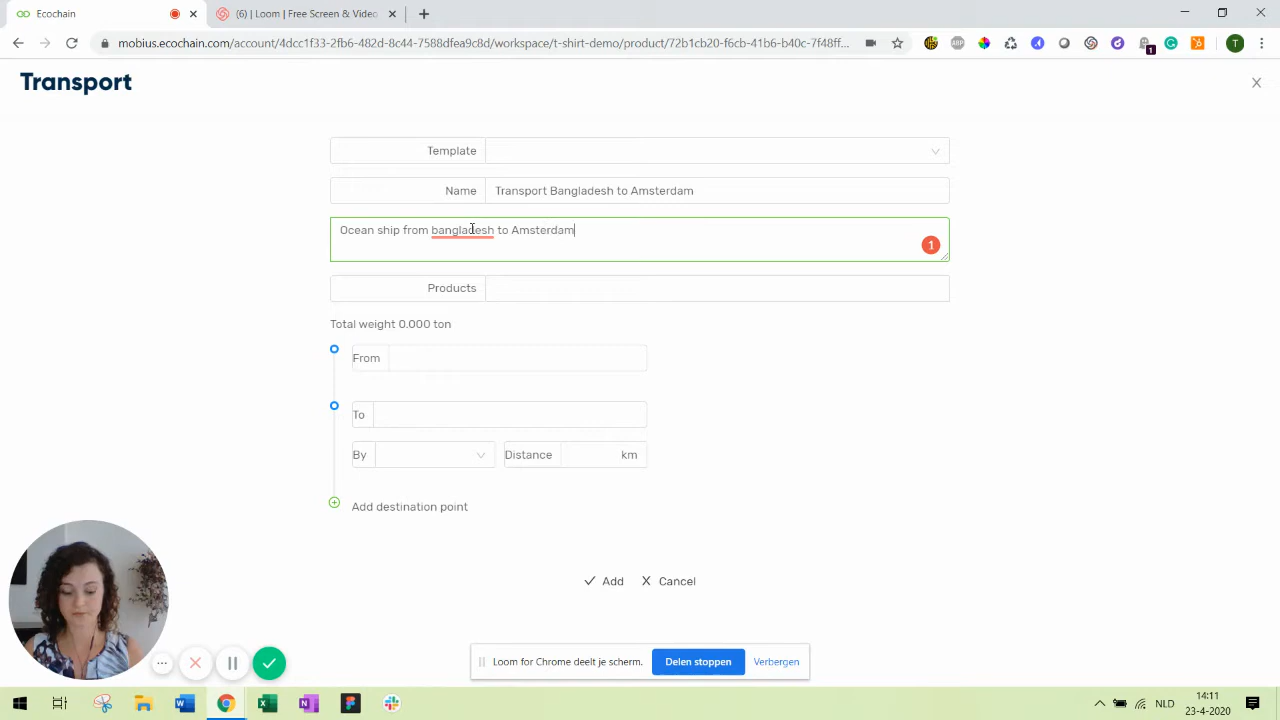 Ecochain
(6) | Loom | Free Screen & Video
mobius.ecochain.com/account/44cc1f33-2fb6-482d-8c44-7588dfea9c8d/workspace/t-shirt-demo/product/72b1cb20-f6cb-41b6-b40c-7f48ff...
ABP
1
T
Transport
Template
Name Transport Bangladesh to Amsterdam
Ocean ship from bangladesh to Amsterdam
1
Products
Total weight 0.000 ton
From
To
By Distance km
Add destination point
Add Cancel
Loom for Chrome deelt je scherm. Delen stoppen Verbergen
NLD
14:11
23-4-2020